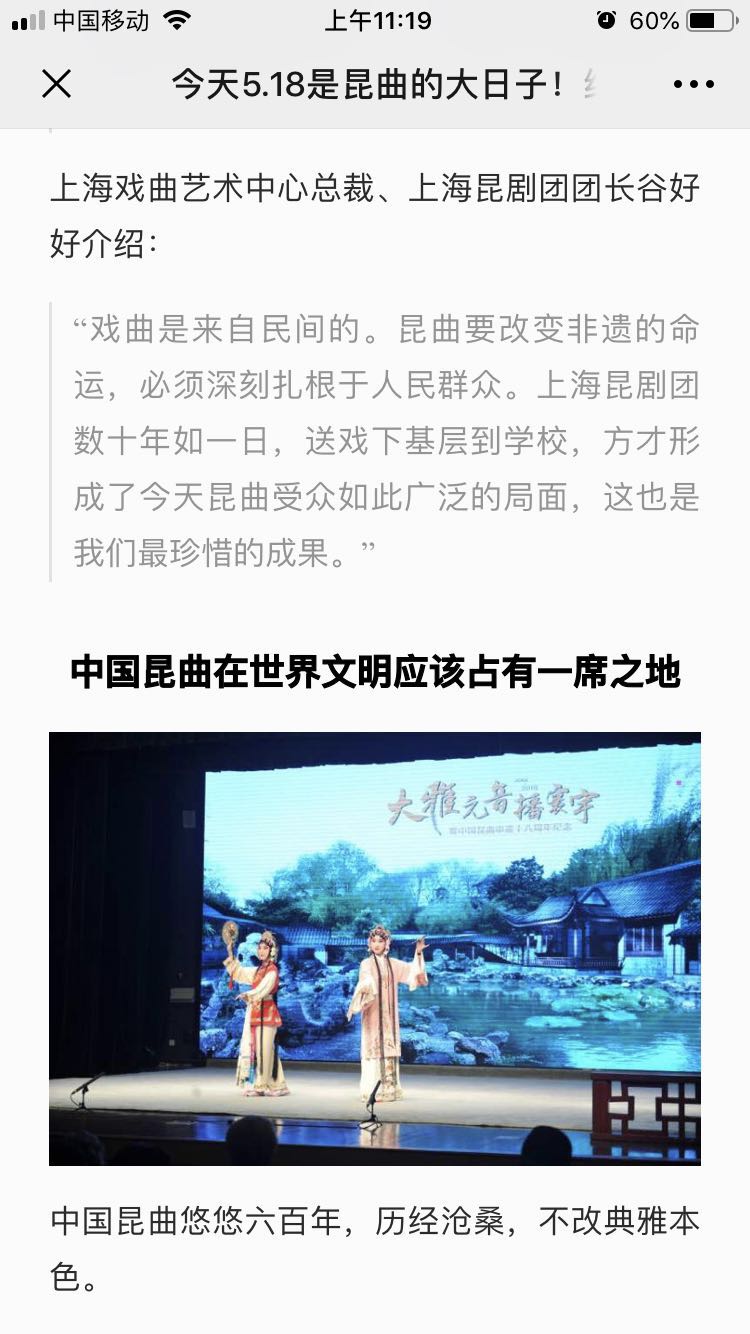 中国移动
上午11:19
60%
今天5.18是昆曲的大日子！
上海戏曲艺术中心总裁、上海昆剧团团长谷好
好介绍：
“戏曲是来自民间的。昆曲要改变非遗的命
运，必须深刻扎根于人民群众。上海昆剧团
数十年如一日，送戏下基层到学校，方才形
成了今天昆曲受众如此广泛的局面，这也是
我们最珍惜的成果。”
中国昆曲在世界文明应该占有一席之地
大雅元音播寰宇
中国昆曲悠悠六百年，历经沧桑，不改典雅本
色。